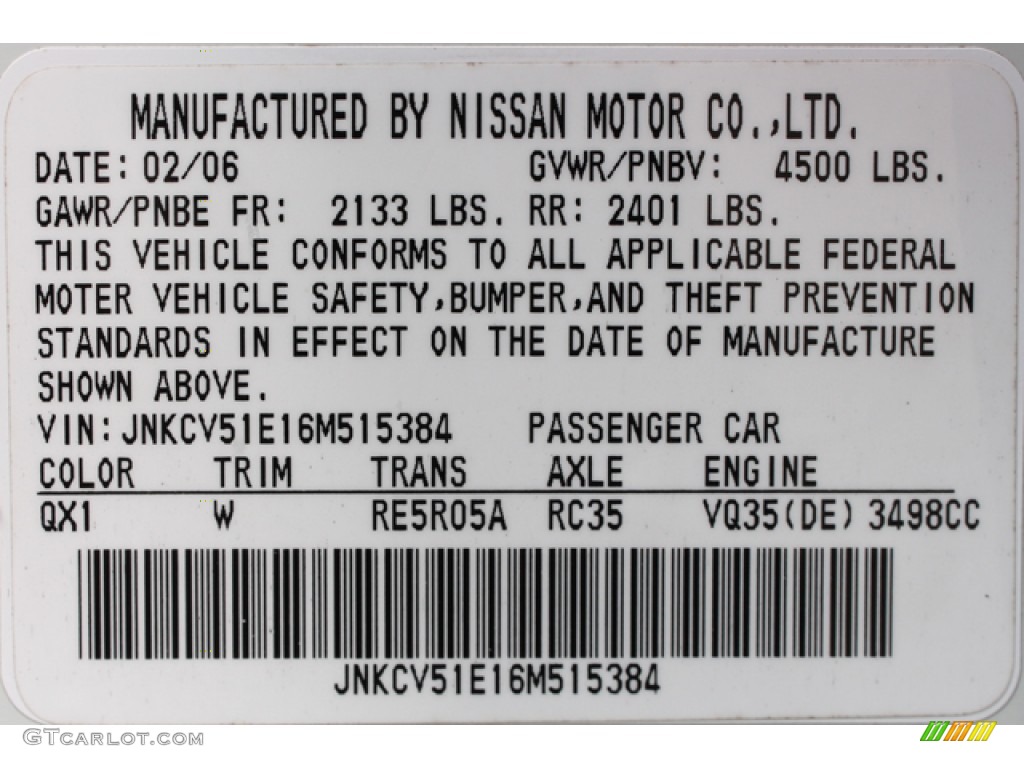 MANUFACTURED BY NISSAN MOTOR CO.,LTD.
DATE: 02/06 GVWR/PNBV: 4500 LBS.
GAWR/PNBE FR: 2133 LBS. RR: 2401 LBS.
THIS VEHICLE CONFORMS TO ALL APPLICABLE FEDERAL
MOTER VEHICLE SAFETY,BUMPER,AND THEFT PREVENTION
STANDARDS IN EFFECT ON THE DATE OF MANUFACTURE
SHOWN ABOVE.
VIN: JNKCV51E16M515384 PASSENGER CAR
COLOR TRIM TRANS AXLE ENGINE
QX1 W RE5R05A RC35 VQ35(DE) 3498CC
JNKCV51E16M515384
GTCARLOT.COM